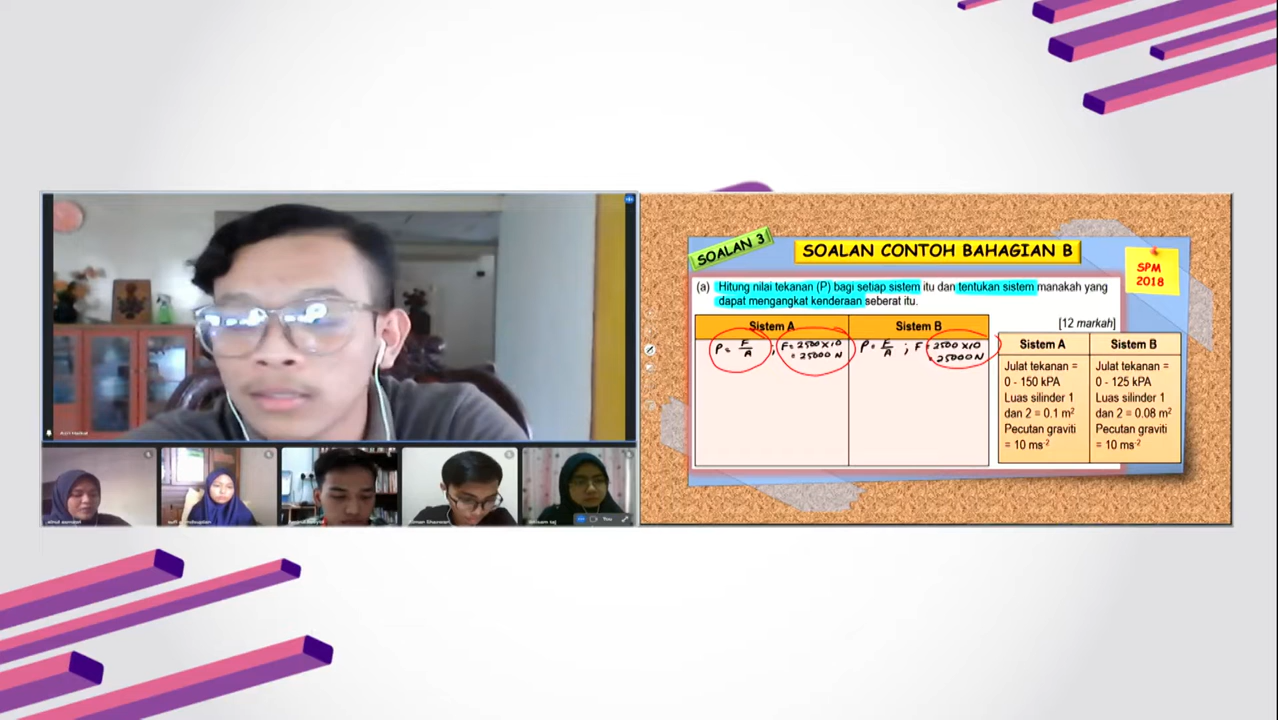 SOALAN 3
SOALAN CONTOH BAHAGIAN B
SPM
2018
(a) Hitung nilai tekanan (P) bagi setiap sistem itu dan tentukan sistem manakah yang
dapat mengangkat kenderaan seberat itu.
[12 markah]
Sistem A
Sistem B
P = F/A ; F = 2500 x 10
= 25000 N
P = F/A ; F = 2500 x 10
= 25000 N
Sistem A
Sistem B
Julat tekanan =
0 - 150 kPA
Luas silinder 1
dan 2 = 0.1 m²
Pecutan graviti
= 10 ms⁻²
Julat tekanan =
0 - 125 kPA
Luas silinder 1
dan 2 = 0.08 m²
Pecutan graviti
= 10 ms⁻²
You